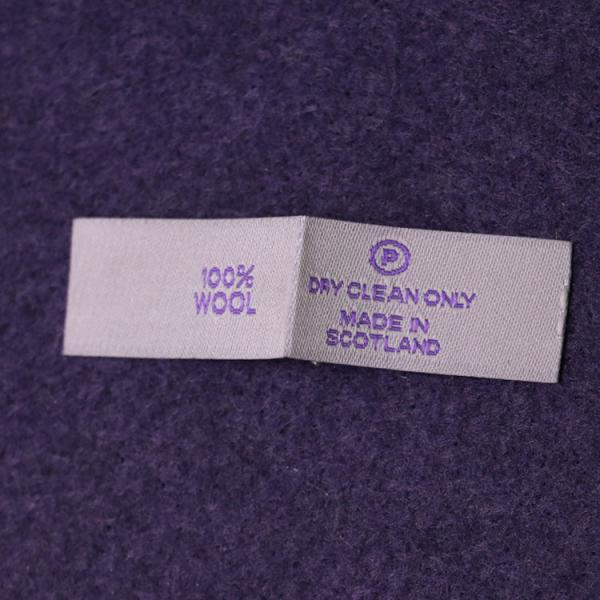 100%
WOOL
P
DRY CLEAN ONLY
MADE IN
SCOTLAND